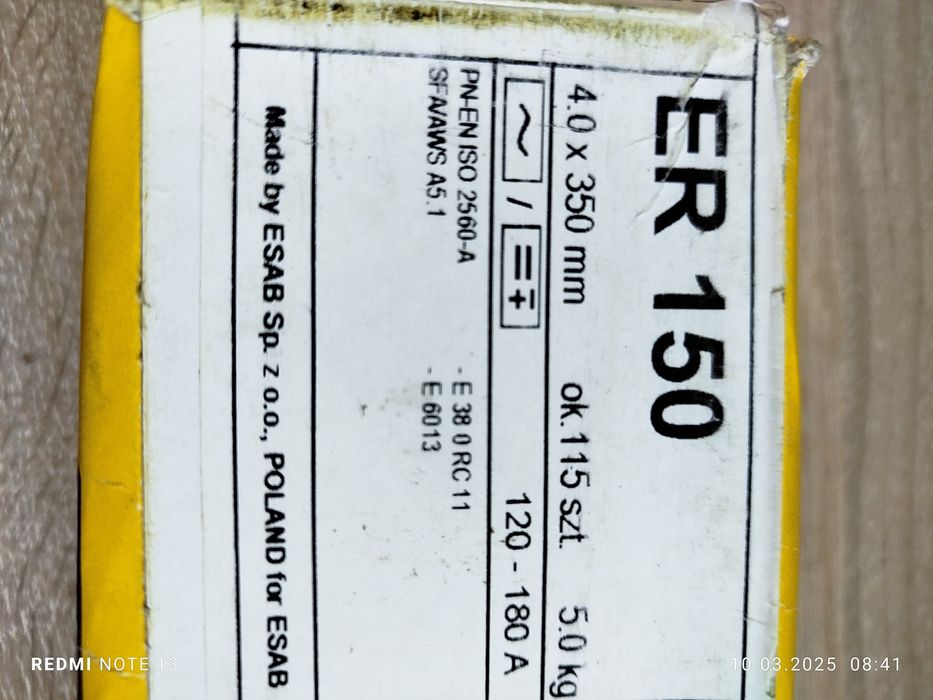 ER 150
4.0 x 350 mm ok.115 szt. 5.0 kg
~ / =∓ 120 - 180 A
PN-EN ISO 2560-A - E 38 0 RC 11
SFA/AWS A5.1 - E 6013
Made by ESAB Sp. z o.o., POLAND for ESAB
REDMI NOTE 13
10.03.2025 08:41